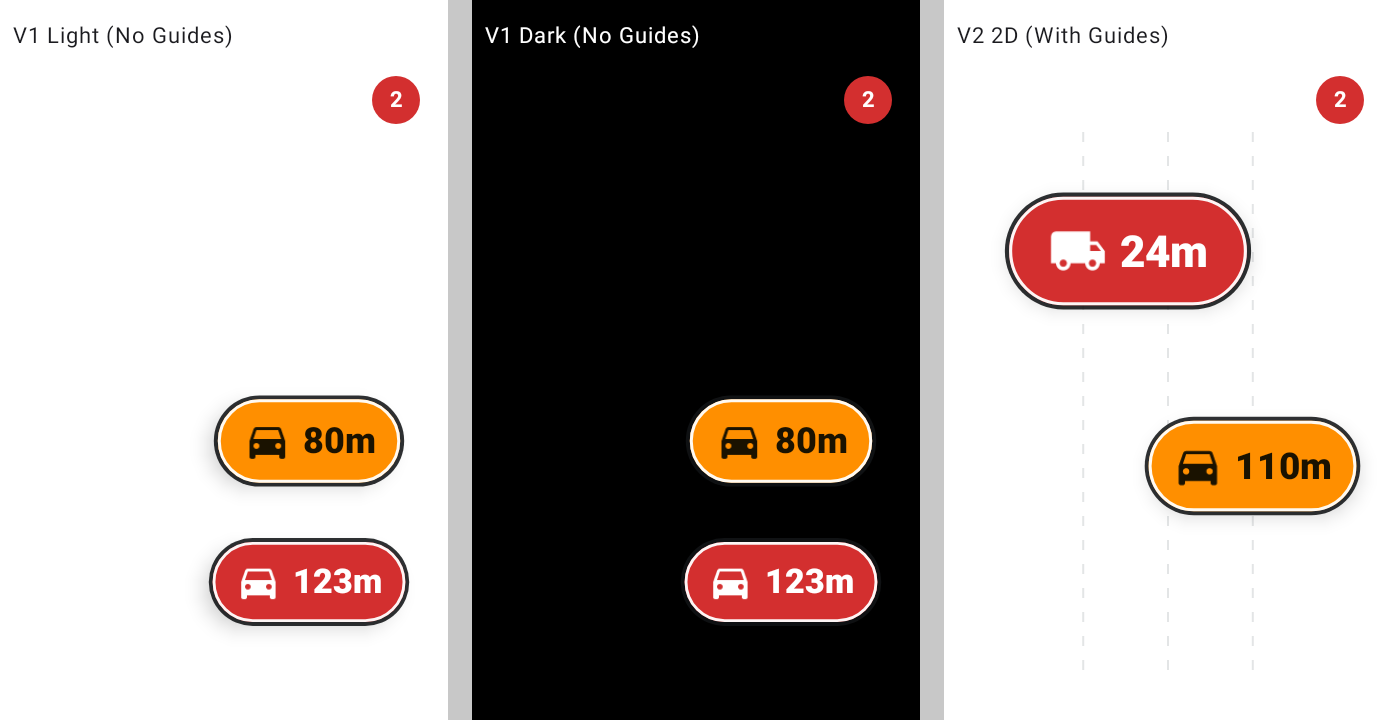 V1 Light (No Guides)
2
80m
123m
V1 Dark (No Guides)
2
80m
123m
V2 2D (With Guides)
2
24m
110m